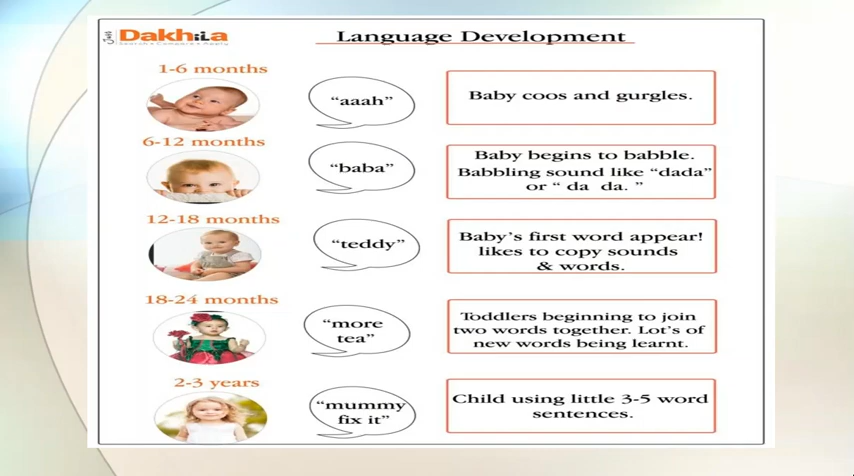 Dakhila
Search • Compare • Apply
Language Development
1-6 months
“aaah”
Baby coos and gurgles.
6-12 months
“baba”
Baby begins to babble.
Babbling sound like “dada”
or “ da da. ”
12-18 months
“teddy”
Baby’s first word appear!
likes to copy sounds
& words.
18-24 months
“more
tea”
Toddlers beginning to join
two words together. Lot’s of
new words being learnt.
2-3 years
“mummy
fix it”
Child using little 3-5 word
sentences.